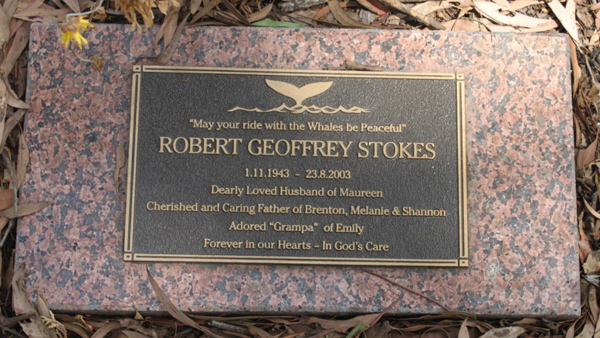 "May your ride with the Whales be Peaceful"
ROBERT GEOFFREY STOKES
1.11.1943 - 23.8.2003
Dearly Loved Husband of Maureen
Cherished and Caring Father of Brenton, Melanie & Shannon
Adored "Grampa" of Emily
Forever in our Hearts - In God's Care